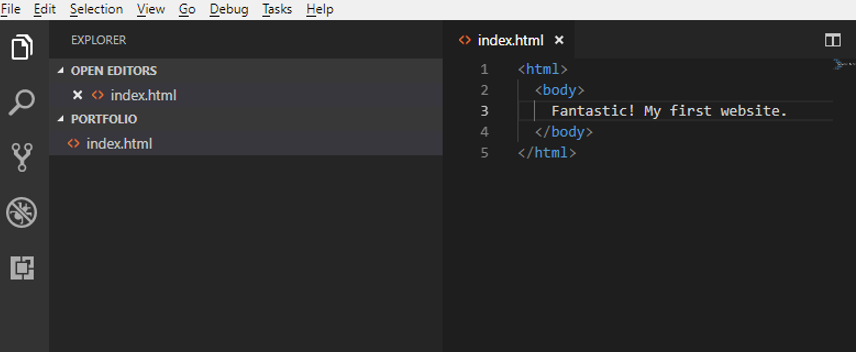 File Edit Selection View Go Debug Tasks Help
EXPLORER
OPEN EDITORS
index.html
PORTFOLIO
index.html
index.html
1 <html>
2 <body>
3 Fantastic! My first website.
4 </body>
5 </html>